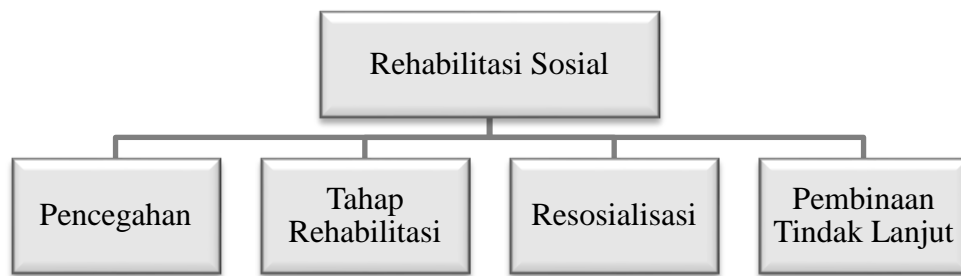 Rehabilitasi Sosial
Pencegahan
Tahap
Rehabilitasi
Resosialisasi
Pembinaan
Tindak Lanjut